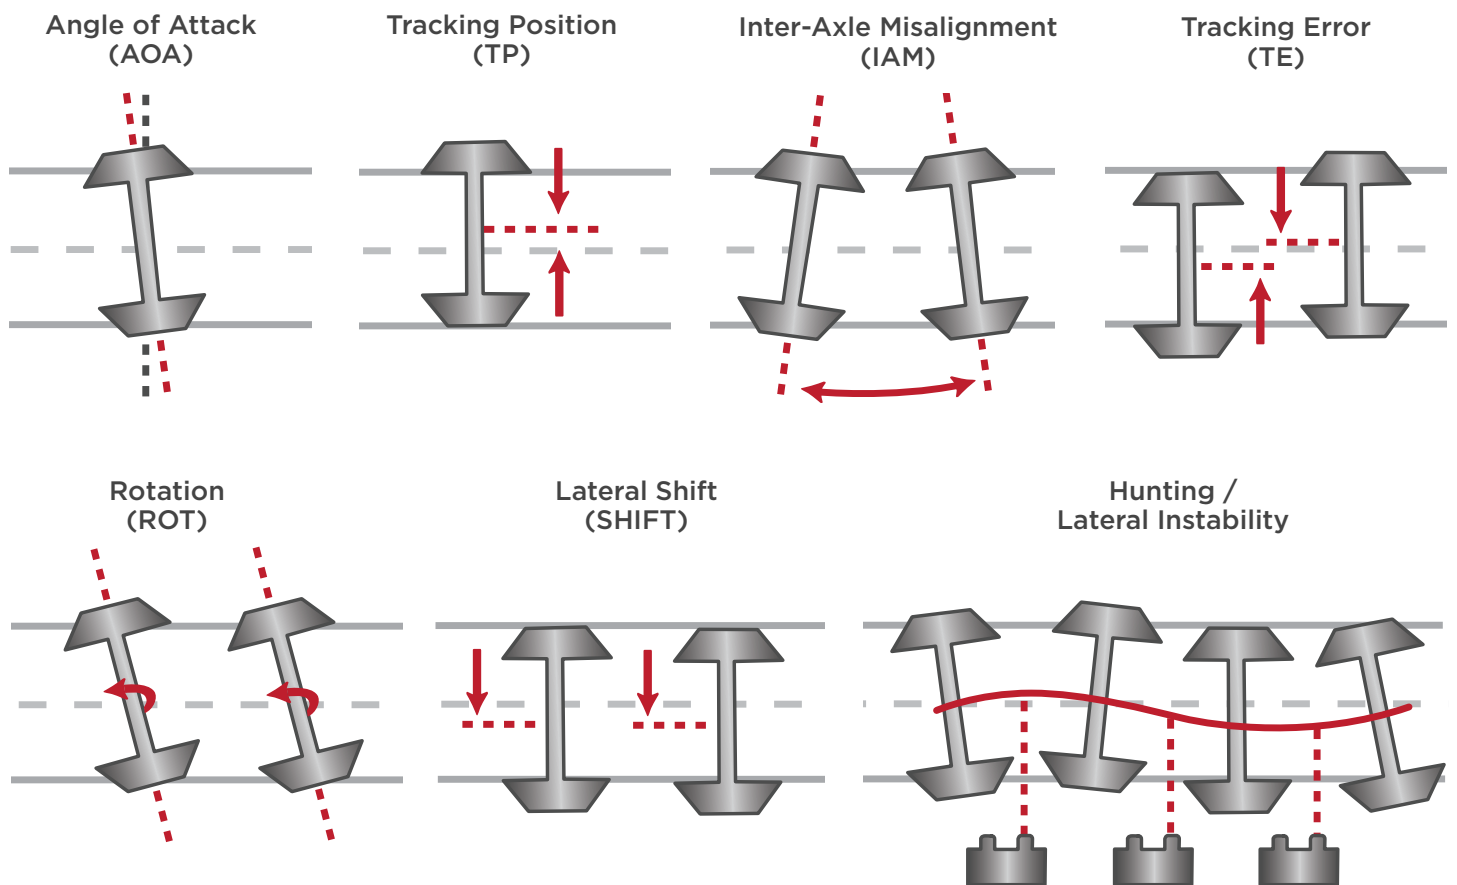 Angle of Attack
(AOA)
Tracking Position
(TP)
Inter-Axle Misalignment
(IAM)
Tracking Error
(TE)
Rotation
(ROT)
Lateral Shift
(SHIFT)
Hunting /
Lateral Instability